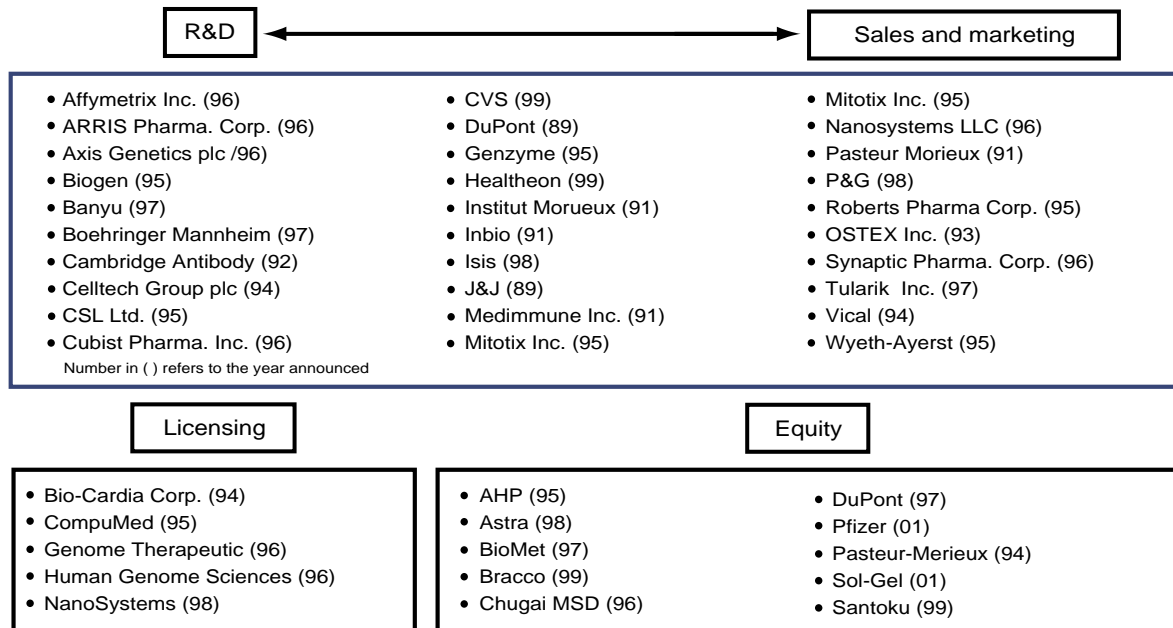 R&D
Sales and marketing
• Affymetrix Inc. (96)
• ARRIS Pharma. Corp. (96)
• Axis Genetics plc /96)
• Biogen (95)
• Banyu (97)
• Boehringer Mannheim (97)
• Cambridge Antibody (92)
• Celltech Group plc (94)
• CSL Ltd. (95)
• Cubist Pharma. Inc. (96)
Number in ( ) refers to the year announced
• CVS (99)
• DuPont (89)
• Genzyme (95)
• Healtheon (99)
• Institut Morueux (91)
• Inbio (91)
• Isis (98)
• J&J (89)
• Medimmune Inc. (91)
• Mitotix Inc. (95)
• Mitotix Inc. (95)
• Nanosystems LLC (96)
• Pasteur Morieux (91)
• P&G (98)
• Roberts Pharma Corp. (95)
• OSTEX Inc. (93)
• Synaptic Pharma. Corp. (96)
• Tularik Inc. (97)
• Vical (94)
• Wyeth-Ayerst (95)
Licensing
• Bio-Cardia Corp. (94)
• CompuMed (95)
• Genome Therapeutic (96)
• Human Genome Sciences (96)
• NanoSystems (98)
Equity
• AHP (95)
• Astra (98)
• BioMet (97)
• Bracco (99)
• Chugai MSD (96)
• DuPont (97)
• Pfizer (01)
• Pasteur-Merieux (94)
• Sol-Gel (01)
• Santoku (99)